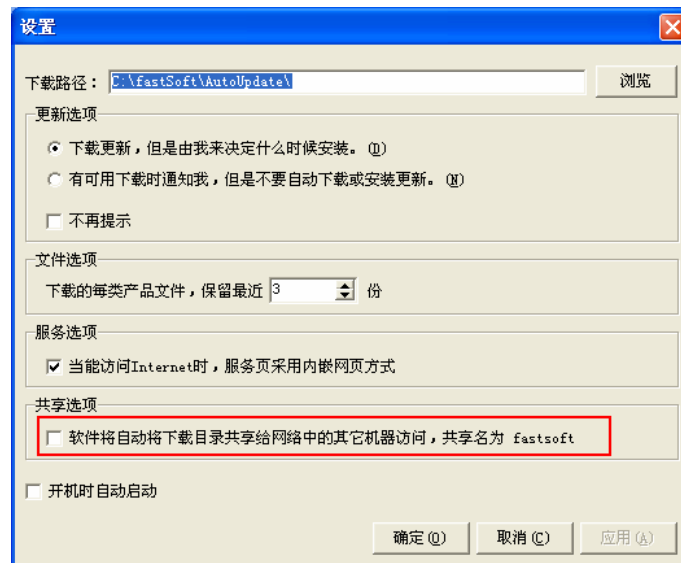 设置
下载路径： C:\fastSoft\AutoUpdate\ 浏览
更新选项
下载更新，但是由我来决定什么时候安装。 (D)
有可用下载时通知我，但是不要自动下载或安装更新。 (N)
不再提示
文件选项
下载的每类产品文件，保留最近 3 份
服务选项
当能访问Internet时，服务页采用内嵌网页方式
共享选项
软件将自动将下载目录共享给网络中的其它机器访问，共享名为 fastsoft
开机时自动启动
确定(O) 取消(C) 应用(A)